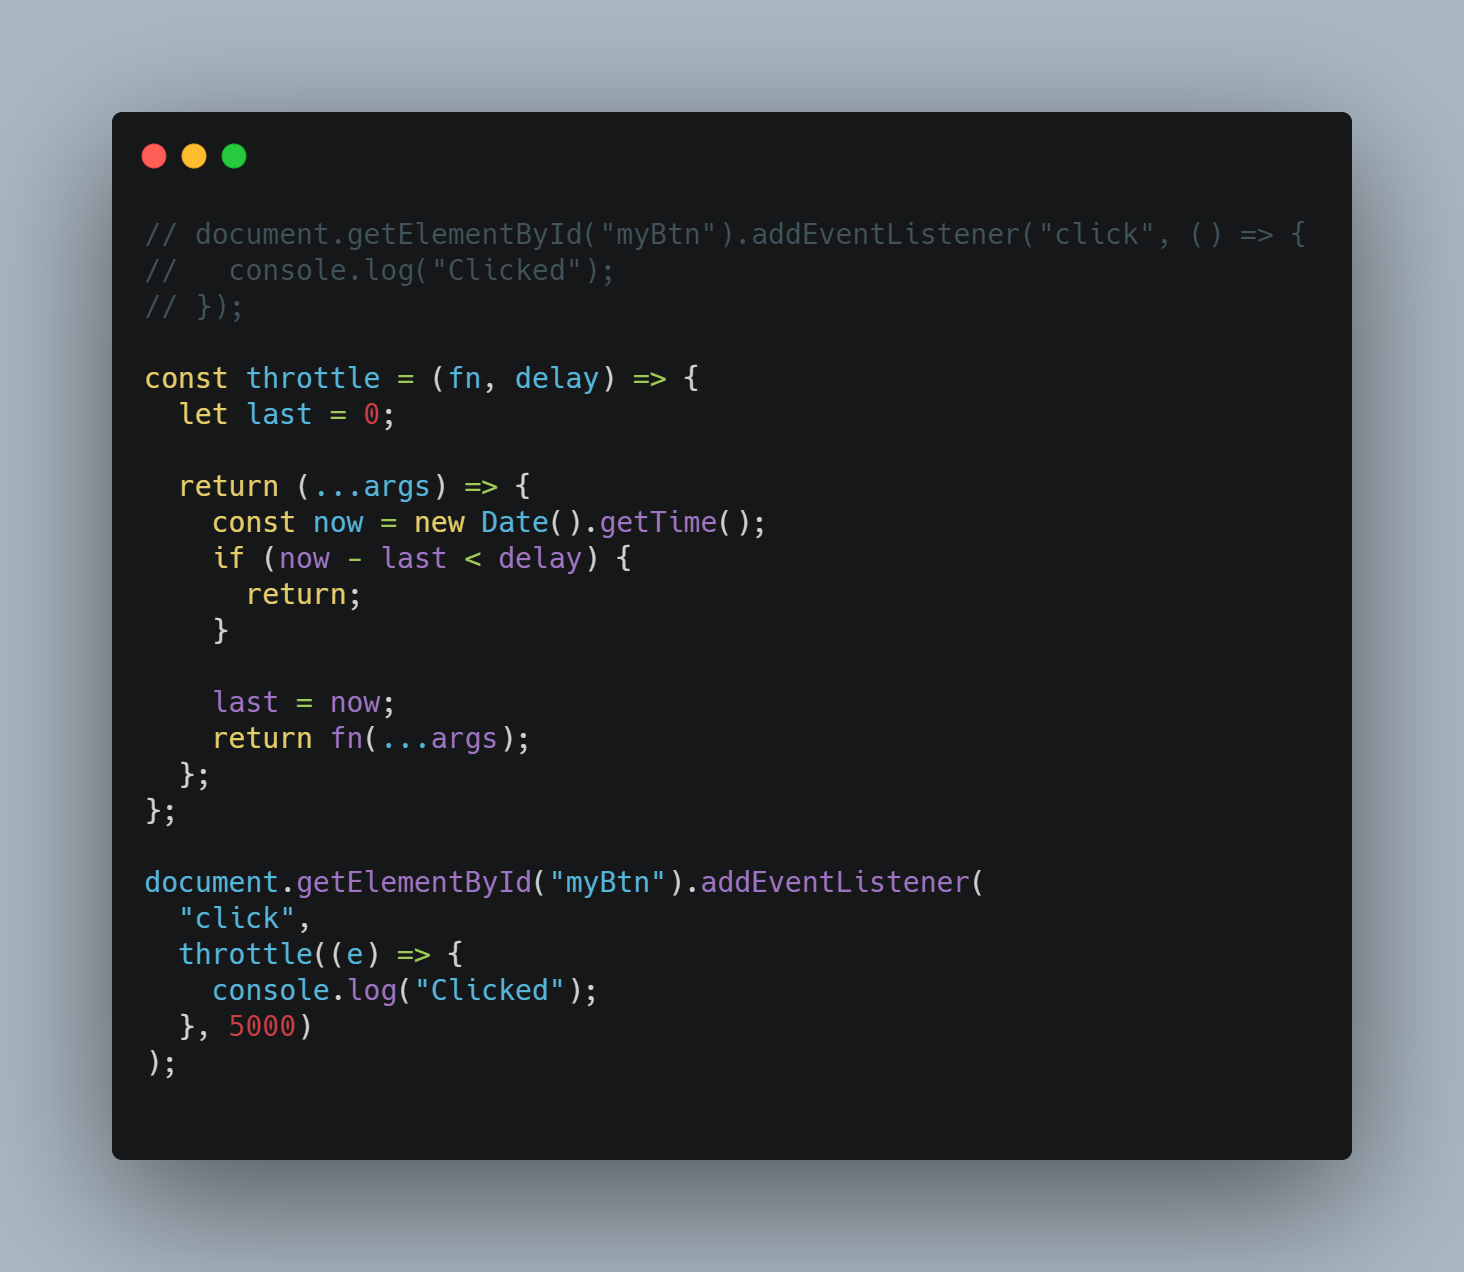 // document.getElementById("myBtn").addEventListener("click", () => {
//   console.log("Clicked");
// });

const throttle = (fn, delay) => {
  let last = 0;

  return (...args) => {
    const now = new Date().getTime();
    if (now - last < delay) {
      return;
    }

    last = now;
    return fn(...args);
  };
};

document.getElementById("myBtn").addEventListener(
  "click",
  throttle((e) => {
    console.log("Clicked");
  }, 5000)
);